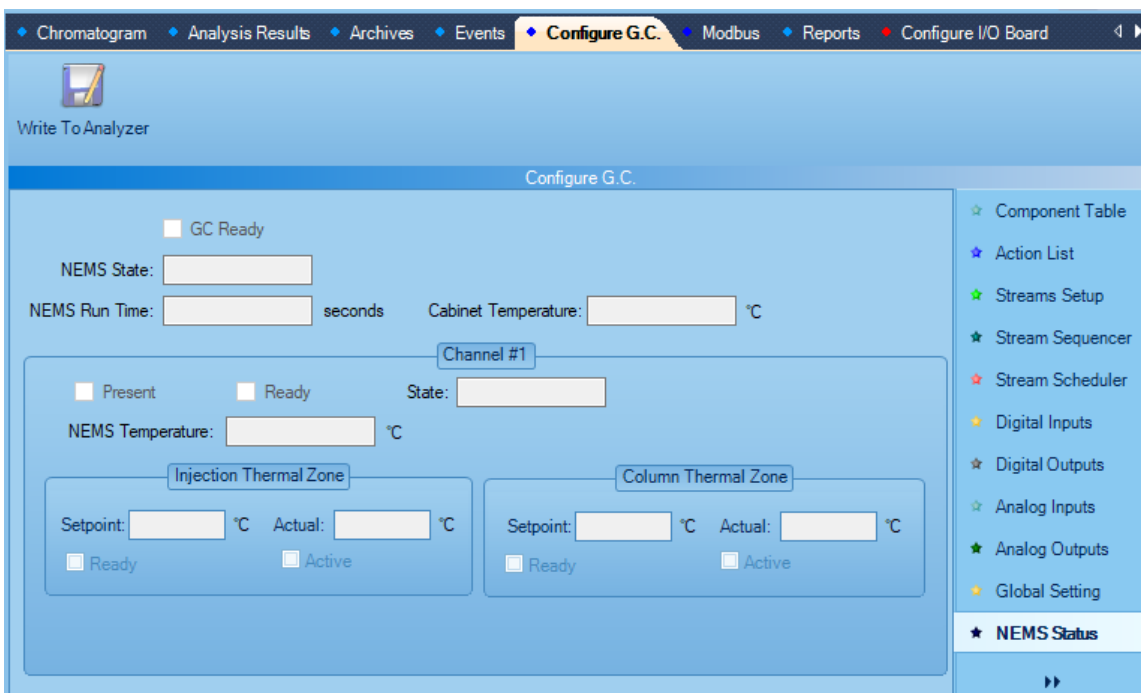 Chromatogram Analysis Results Archives Events Configure G.C. Modbus Reports Configure I/O Board
Write To Analyzer
Configure G.C.
GC Ready
NEMS State:
NEMS Run Time: seconds Cabinet Temperature: °C
Channel #1
Present Ready State:
NEMS Temperature: °C
Injection Thermal Zone
Setpoint: °C Actual: °C
Ready Active
Column Thermal Zone
Setpoint: °C Actual: °C
Ready Active
Component Table
Action List
Streams Setup
Stream Sequencer
Stream Scheduler
Digital Inputs
Digital Outputs
Analog Inputs
Analog Outputs
Global Setting
NEMS Status